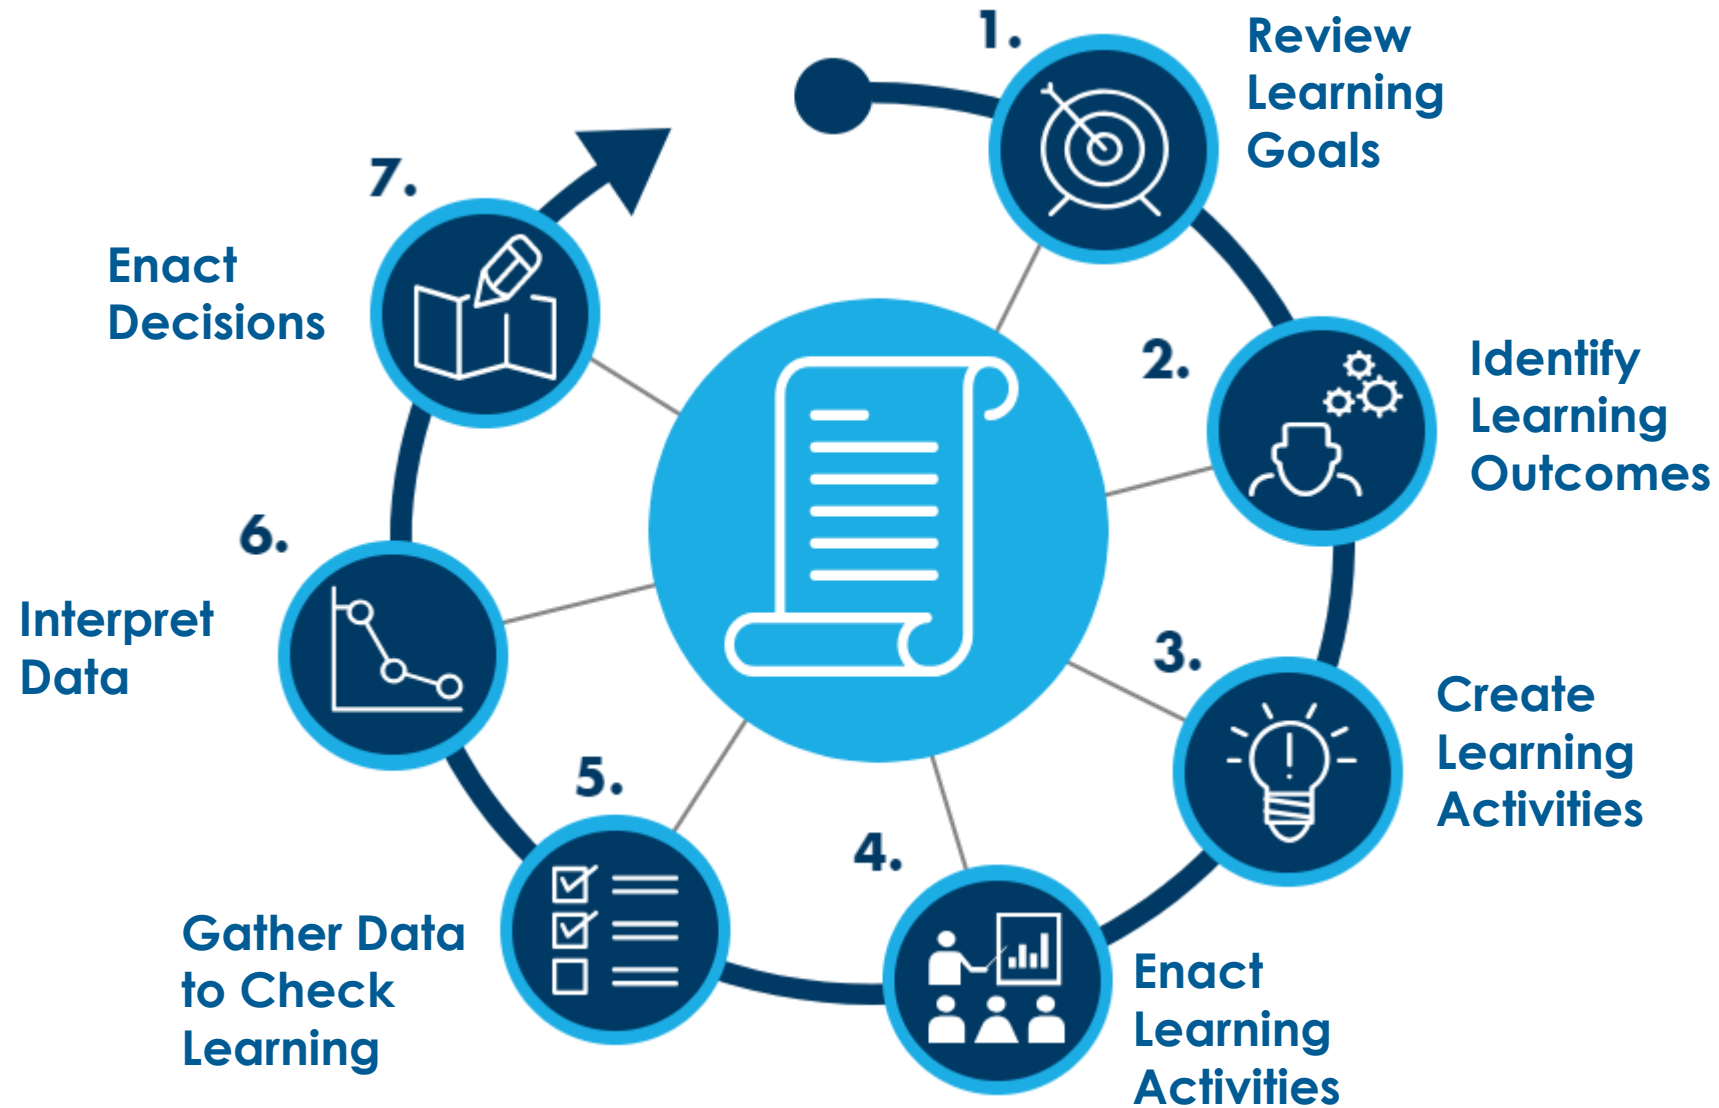 1.
Review
Learning
Goals
2.
Identify
Learning
Outcomes
3.
Create
Learning
Activities
4.
Enact
Learning
Activities
5.
Gather Data
to Check
Learning
6.
Interpret
Data
7.
Enact
Decisions